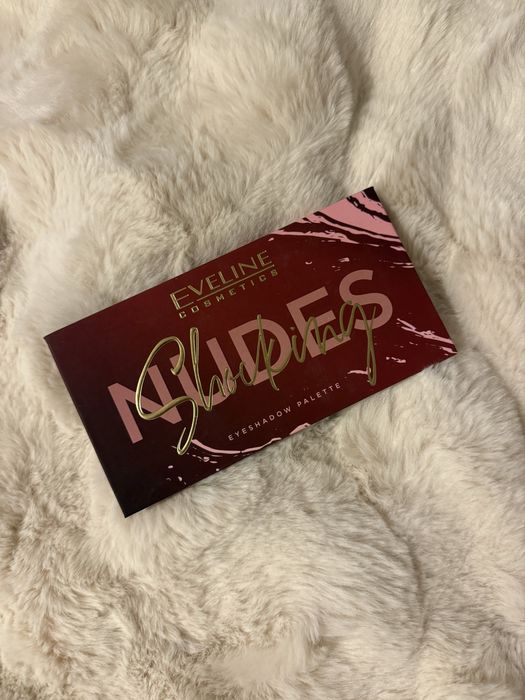 EVELINE
COSMETICS
Shocking
NUDES
EYESHADOW PALETTE